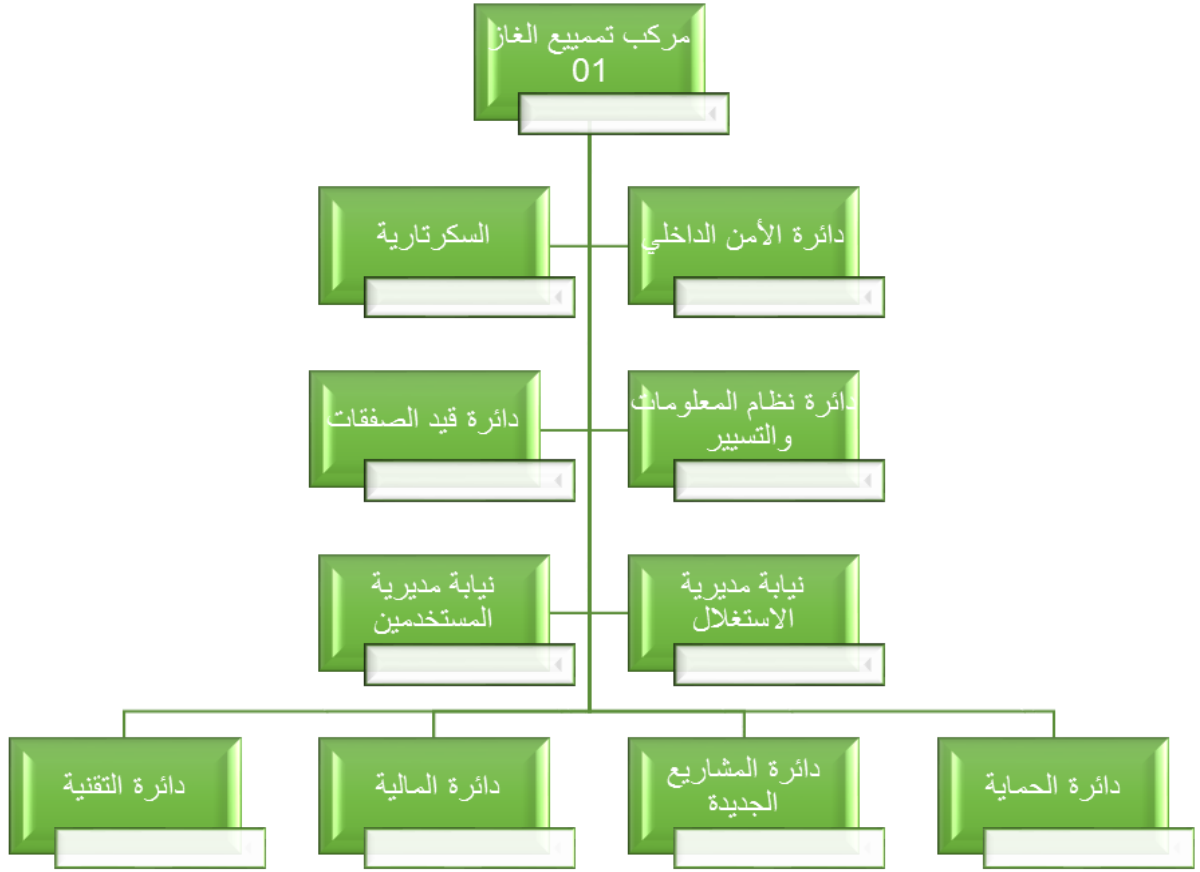 مركب تمميع الغاز
01
دائرة الأمن الداخلي
السكرتارية
دائرة نظام المعلومات
والتسيير
دائرة قيد الصفقات
نيابة مديرية
الاستغلال
نيابة مديرية
المستخدمين
دائرة الحماية
دائرة المشاريع
الجديدة
دائرة المالية
دائرة التقنية